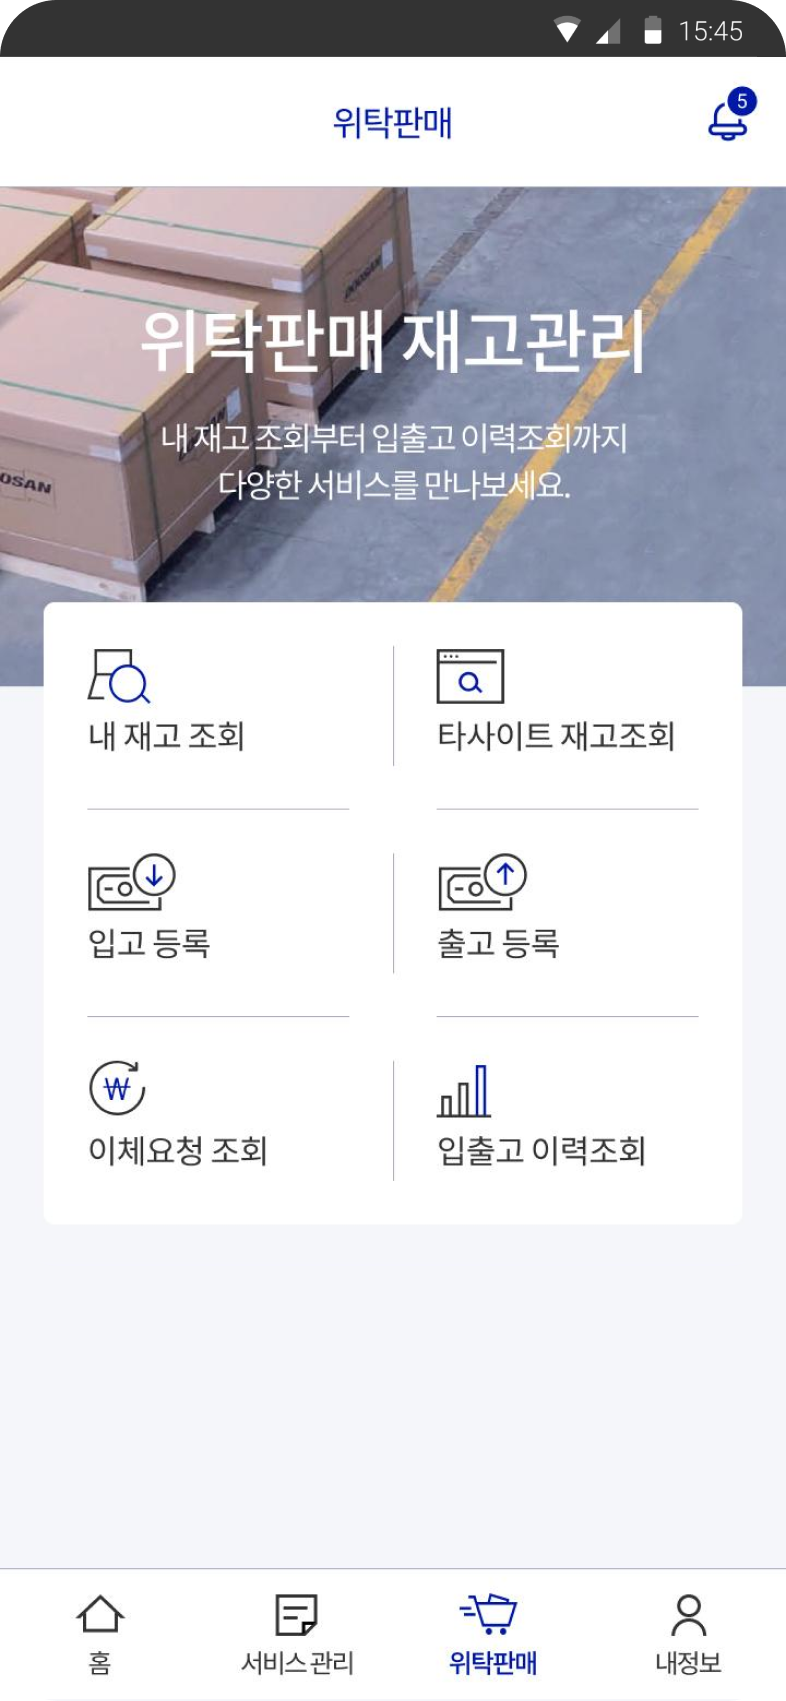 15:45
위탁판매
5
DOOSAN
위탁판매 재고관리
내 재고 조회부터 입출고 이력조회까지
다양한 서비스를 만나보세요.
OOSAN
내 재고 조회
타사이트 재고조회
입고 등록
출고 등록
이체요청 조회
입출고 이력조회
홈
서비스 관리
위탁판매
내정보